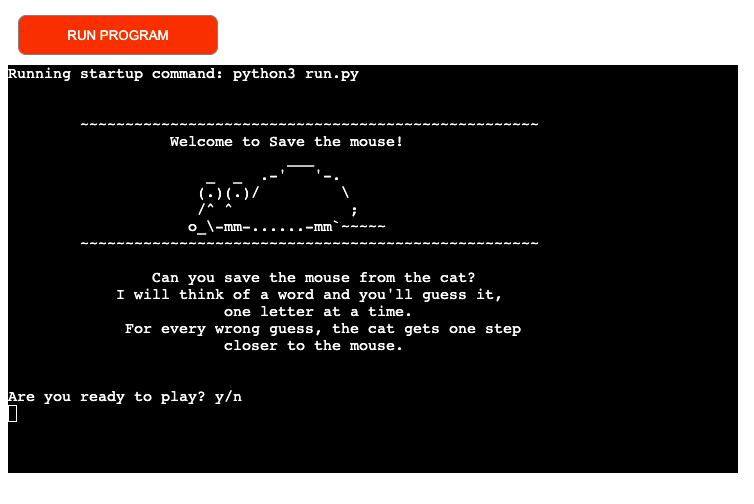 RUN PROGRAM
Running startup command: python3 run.py
~~~~~~~~~~~~~~~~~~~~~~~~~~~~~~~~~~~~~~~~~~~~~~~~~~~
Welcome to Save the mouse!
                       ___
              _  _  .-'   '-.
             (.)(.)/         \
             /^ ^             ;
            o_\-mm-......-mm`~~~~~
~~~~~~~~~~~~~~~~~~~~~~~~~~~~~~~~~~~~~~~~~~~~~~~~~~~
Can you save the mouse from the cat?
I will think of a word and you'll guess it,
one letter at a time.
For every wrong guess, the cat gets one step
closer to the mouse.
Are you ready to play? y/n